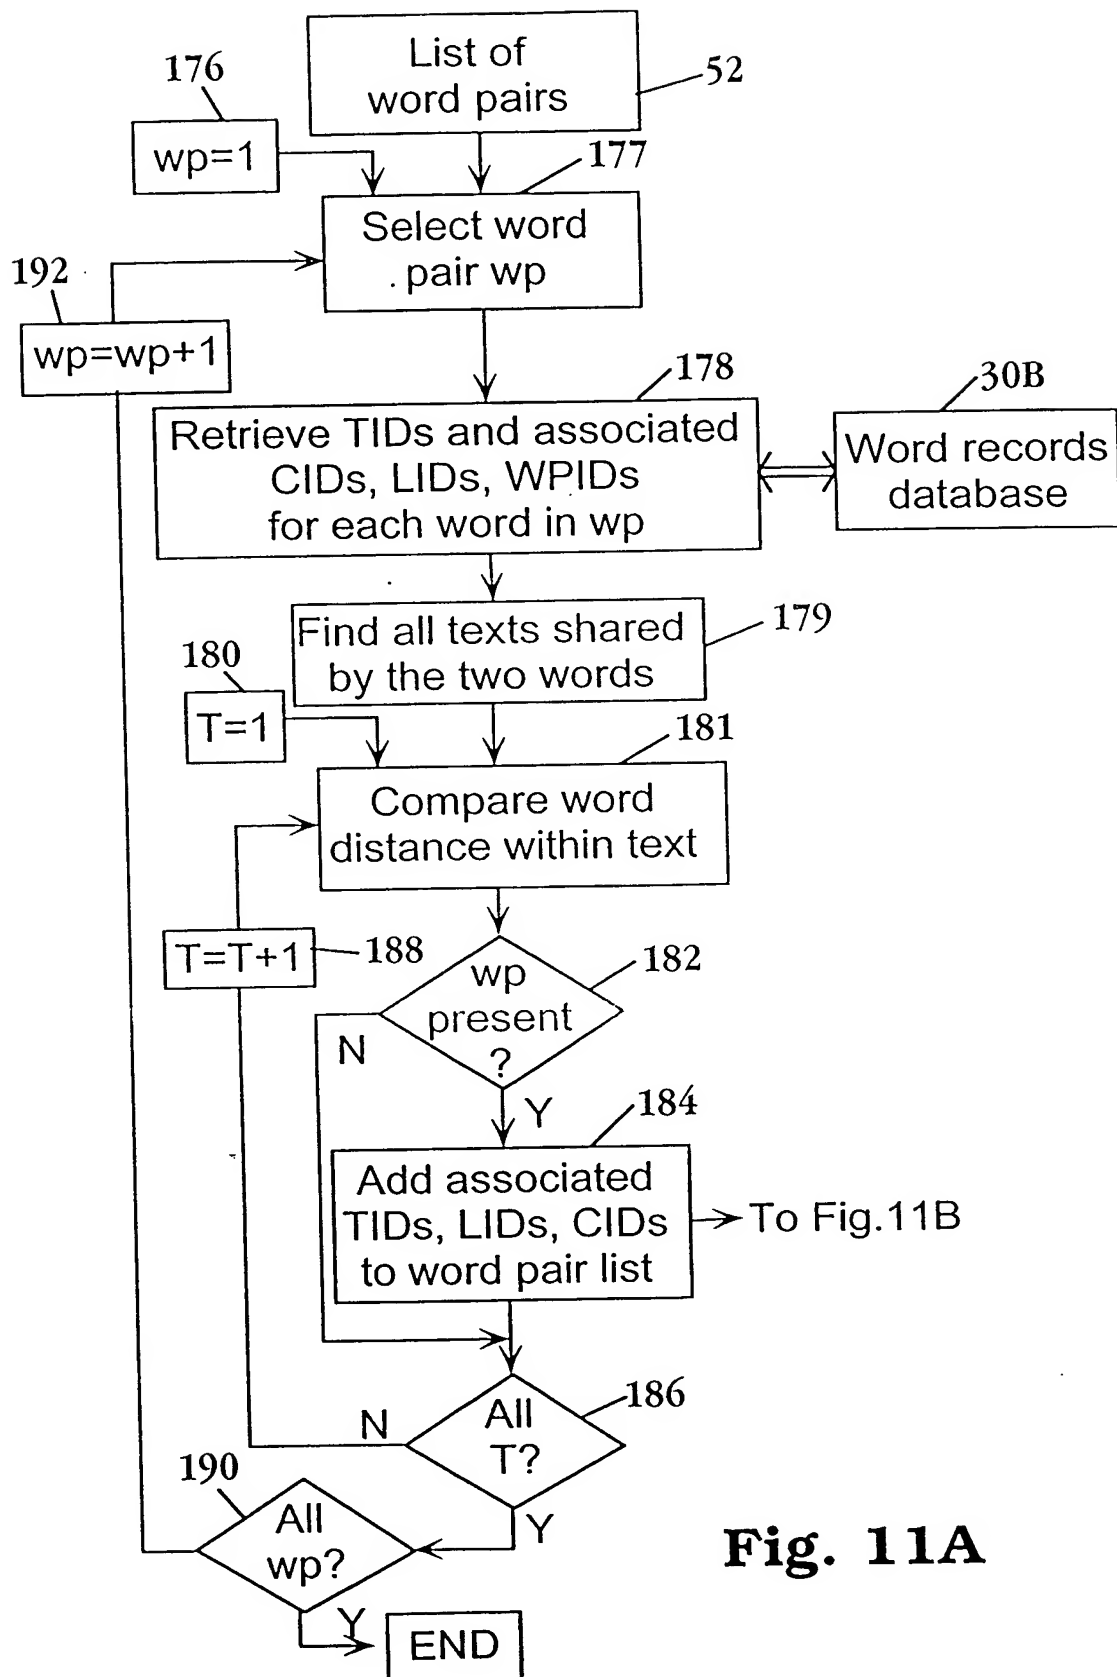 List of
word pairs
52
176
wp=1
177
Select word
pair wp
192
wp=wp+1
178
Retrieve TIDs and associated
CIDs, LIDs, WPIDs
for each word in wp
30B
Word records
database
Find all texts shared
by the two words
179
180
T=1
181
Compare word
distance within text
T=T+1
188
wp
present
?
182
N
Y
184
Add associated
TIDs, LIDs, CIDs
to word pair list
To Fig.11B
All
T?
186
N
Y
190
All
wp?
Y
END
Fig. 11A